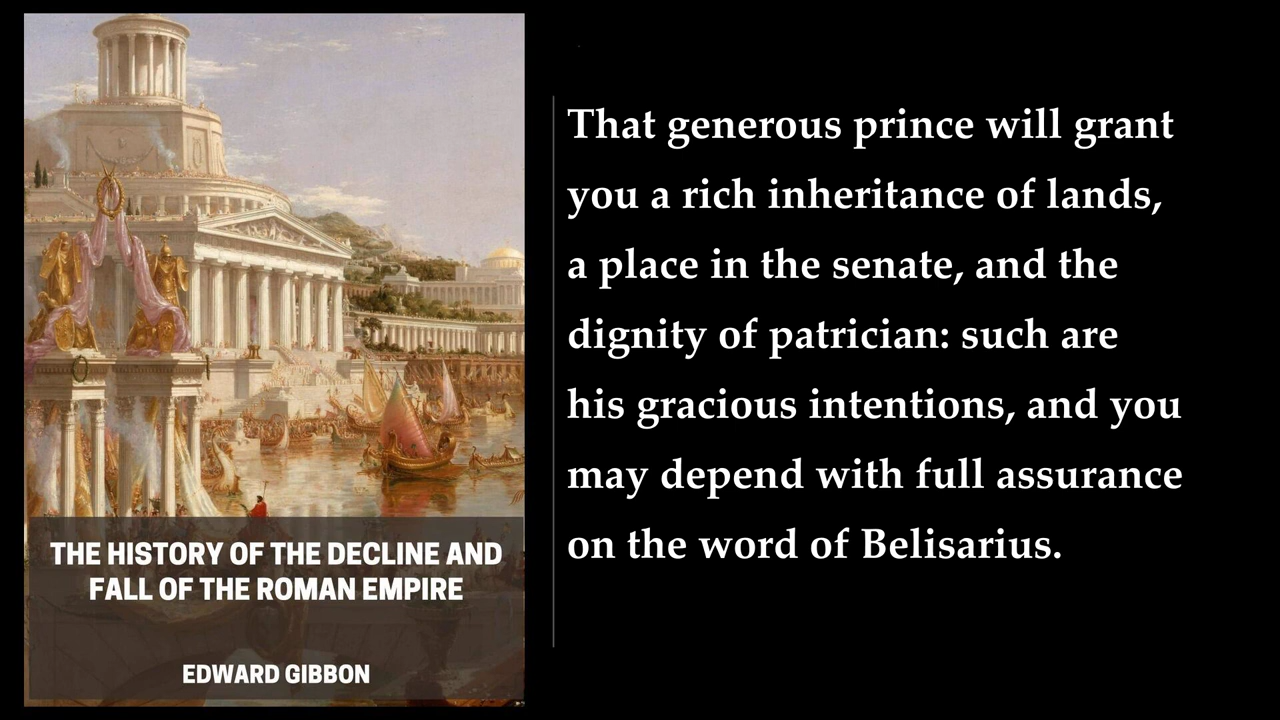 THE HISTORY OF THE DECLINE AND
FALL OF THE ROMAN EMPIRE
EDWARD GIBBON
That generous prince will grant
you a rich inheritance of lands,
a place in the senate, and the
dignity of patrician: such are
his gracious intentions, and you
may depend with full assurance
on the word of Belisarius.